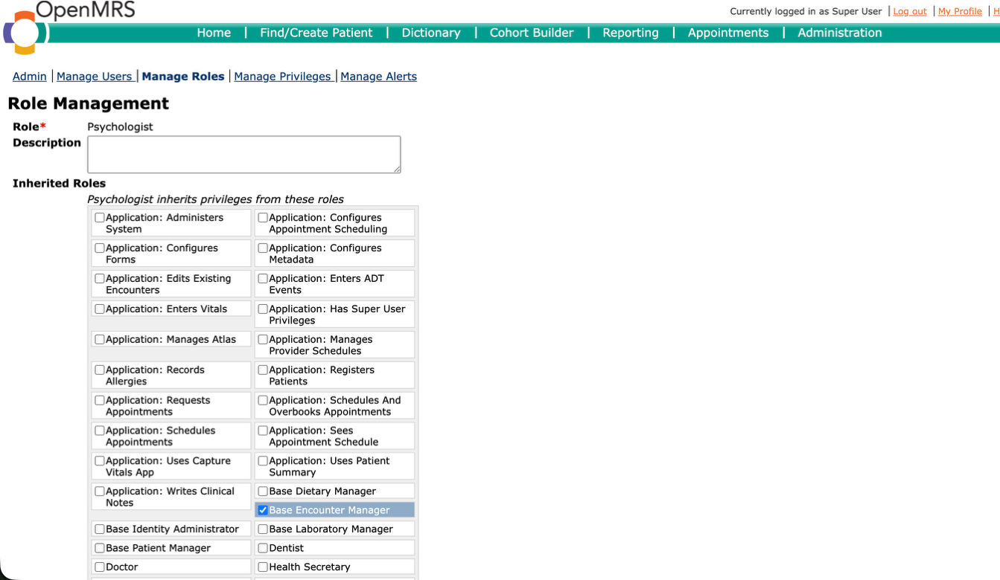 OpenMRS
Currently logged in as Super User | Log out | My Profile | H
Home | Find/Create Patient | Dictionary | Cohort Builder | Reporting | Appointments | Administration
Admin | Manage Users | Manage Roles | Manage Privileges | Manage Alerts
Role Management
Role* Psychologist
Description
Inherited Roles
Psychologist inherits privileges from these roles
Application: Administers
System
Application: Configures
Appointment Scheduling
Application: Configures
Forms
Application: Configures
Metadata
Application: Edits Existing
Encounters
Application: Enters ADT
Events
Application: Enters Vitals
Application: Has Super User
Privileges
Application: Manages Atlas
Application: Manages
Provider Schedules
Application: Records
Allergies
Application: Registers
Patients
Application: Requests
Appointments
Application: Schedules And
Overbooks Appointments
Application: Schedules
Appointments
Application: Sees
Appointment Schedule
Application: Uses Capture
Vitals App
Application: Uses Patient
Summary
Application: Writes Clinical
Notes
Base Dietary Manager
Base Encounter Manager
Base Identity Administrator
Base Laboratory Manager
Base Patient Manager
Dentist
Doctor
Health Secretary